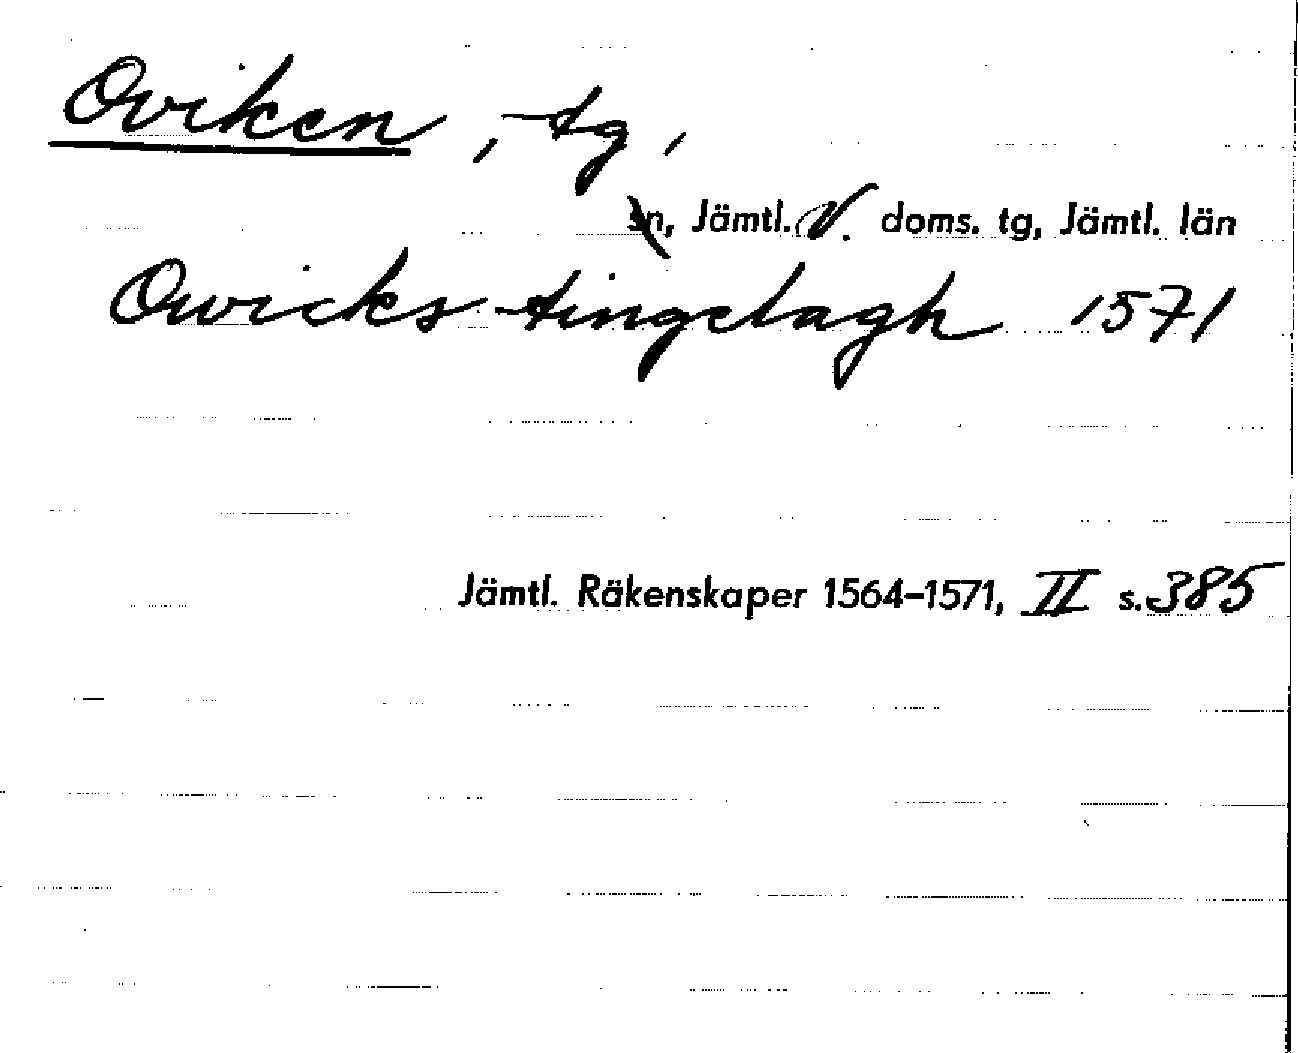 Oviken, tg,
sn, Jämtl. V. doms. tg, Jämtl. län
Owicks tingelagh 1571
Jämtl. Räkenskaper 1564–1571, II s. 385